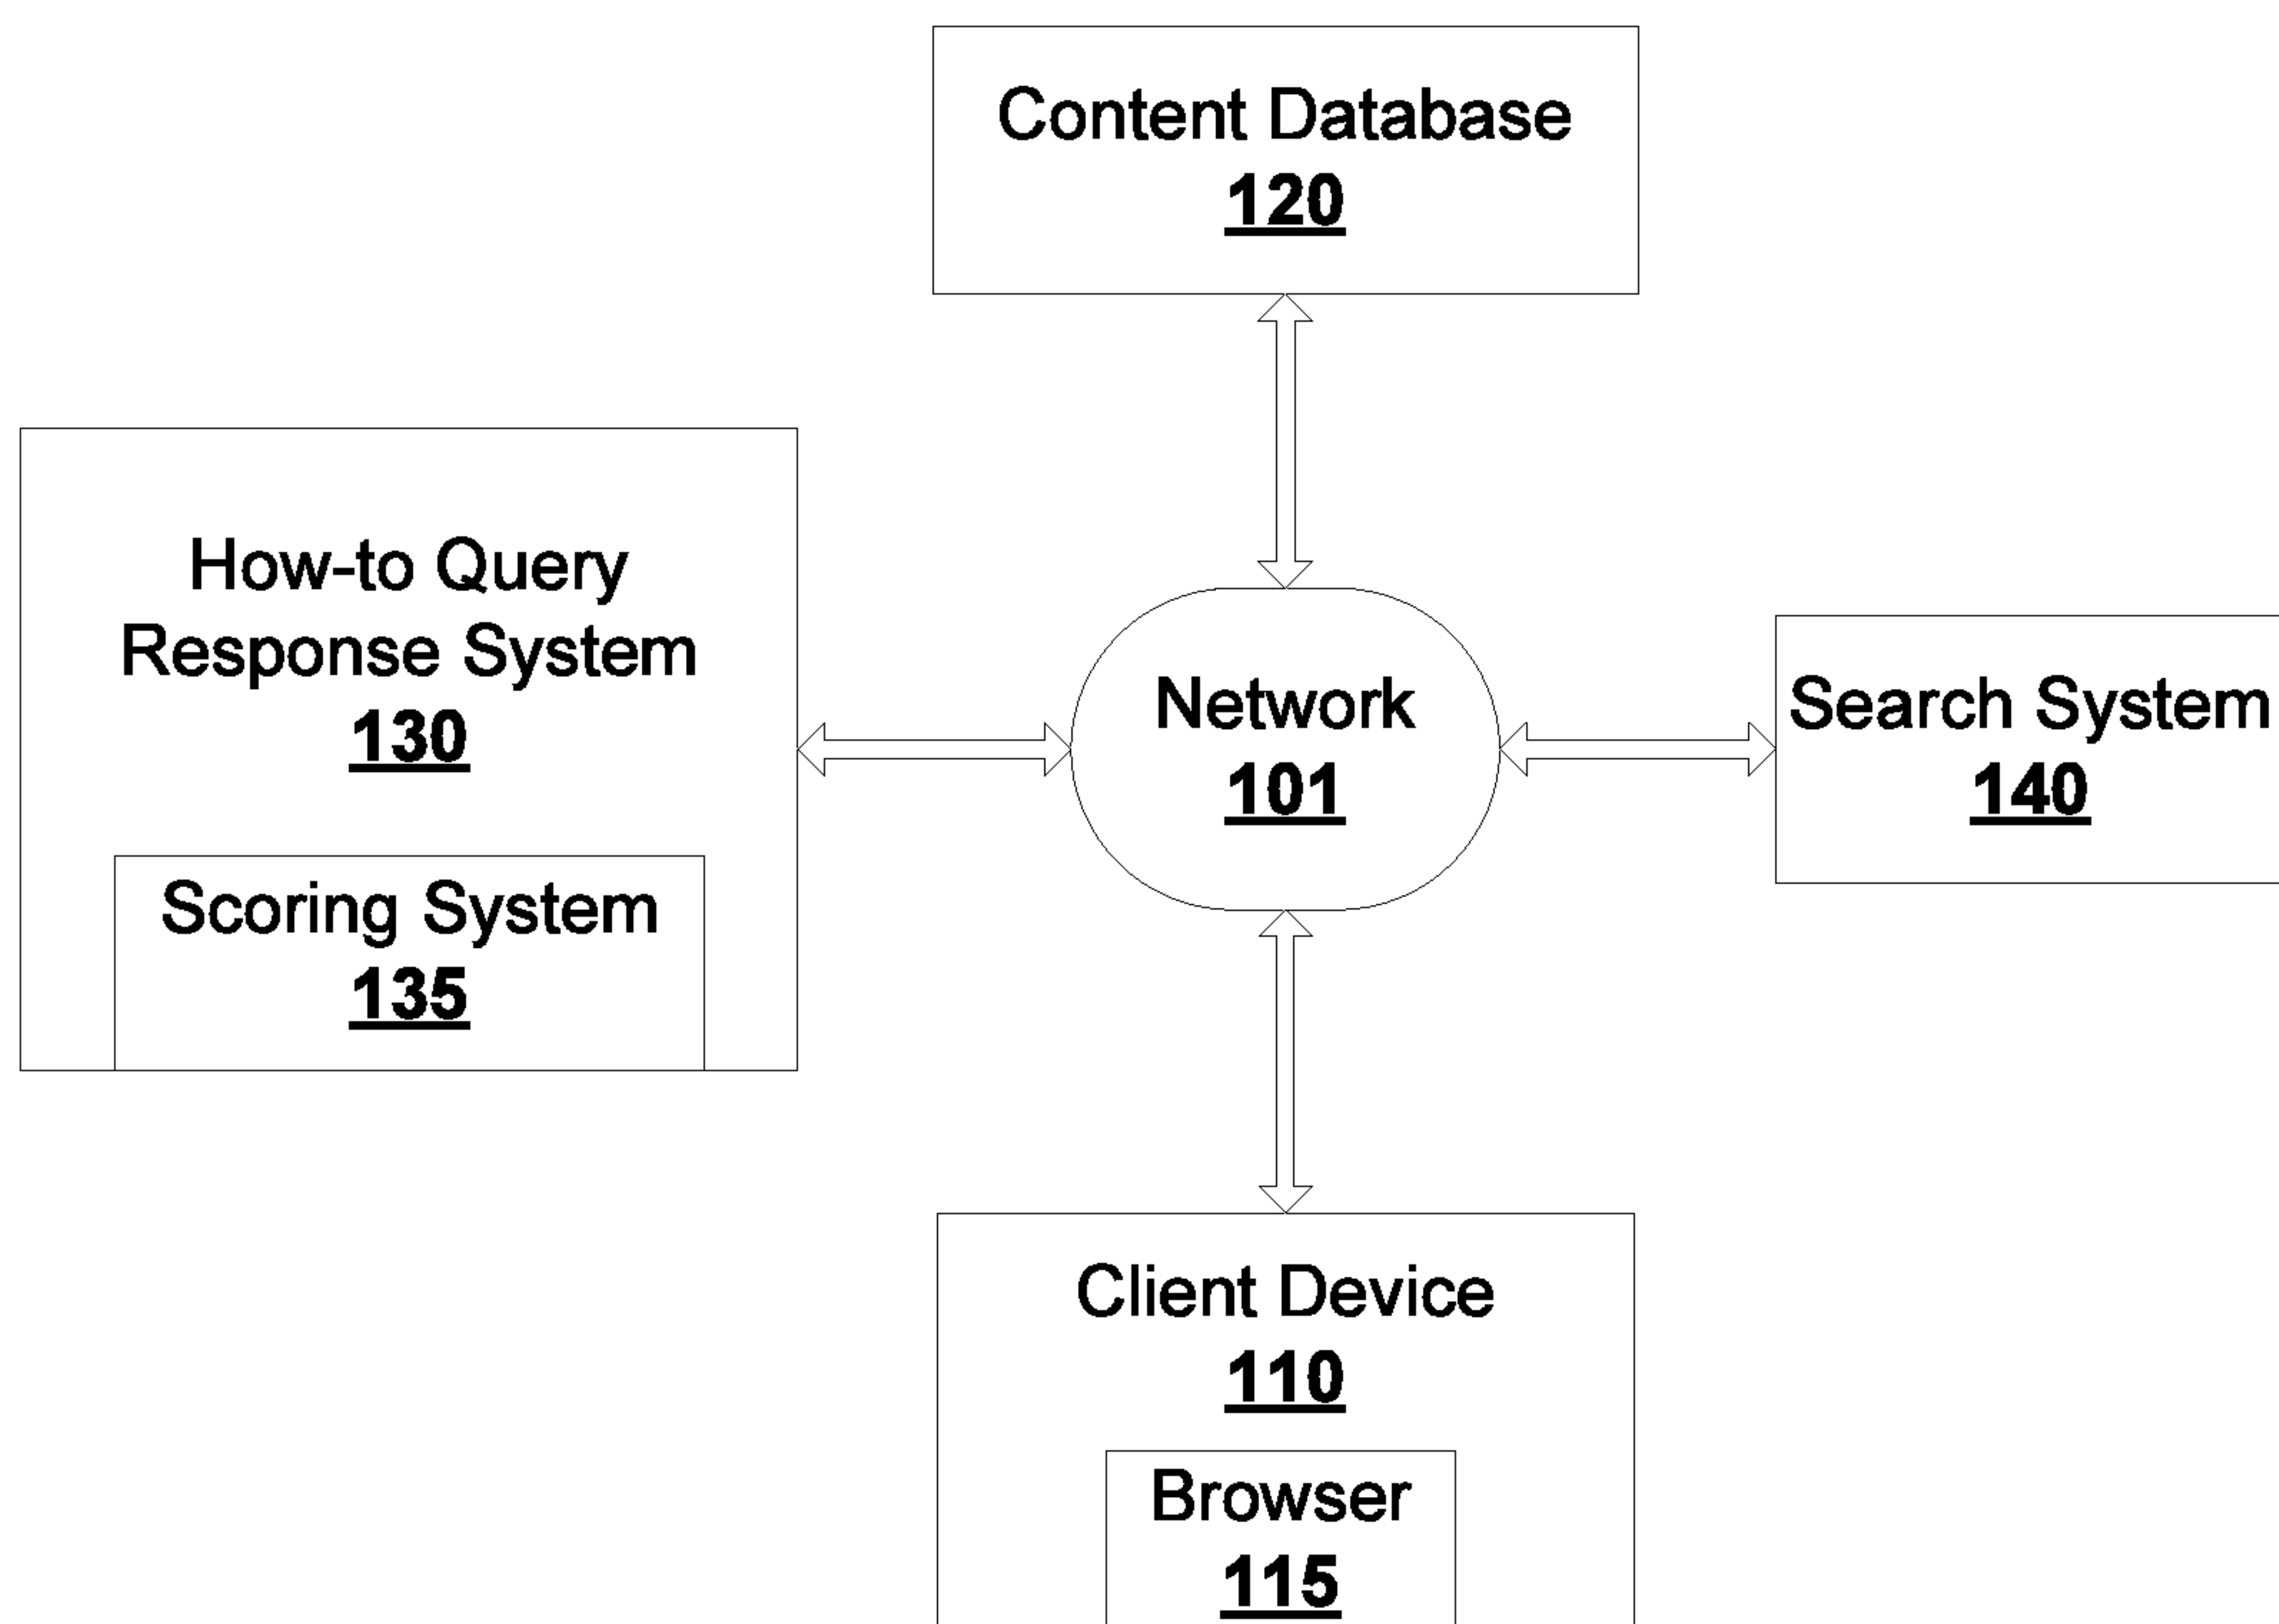 Content Database
120
How-to Query
Response System
130
Scoring System
135
Network
101
Search System
140
Client Device
110
Browser
115